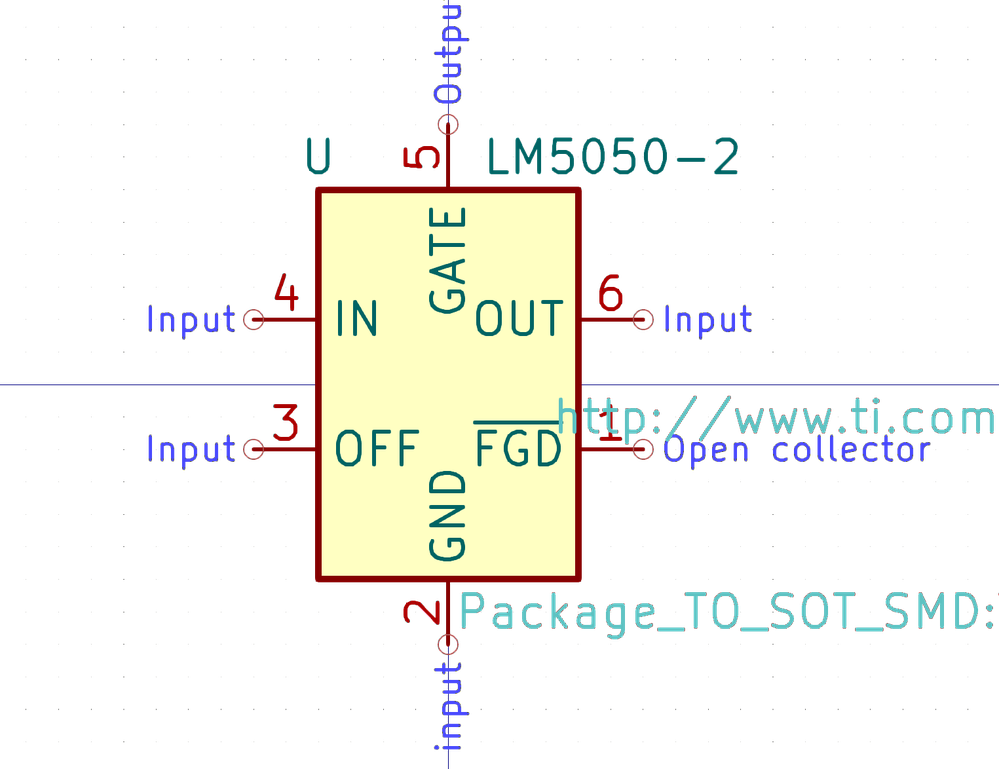 Outpu
U
5
LM5050-2
GATE
4
6
Input
IN
OUT
Input
http://www.ti.com
3
1
Input
OFF
FGD
Open collector
GND
2
Package_TO_SOT_SMD:
input